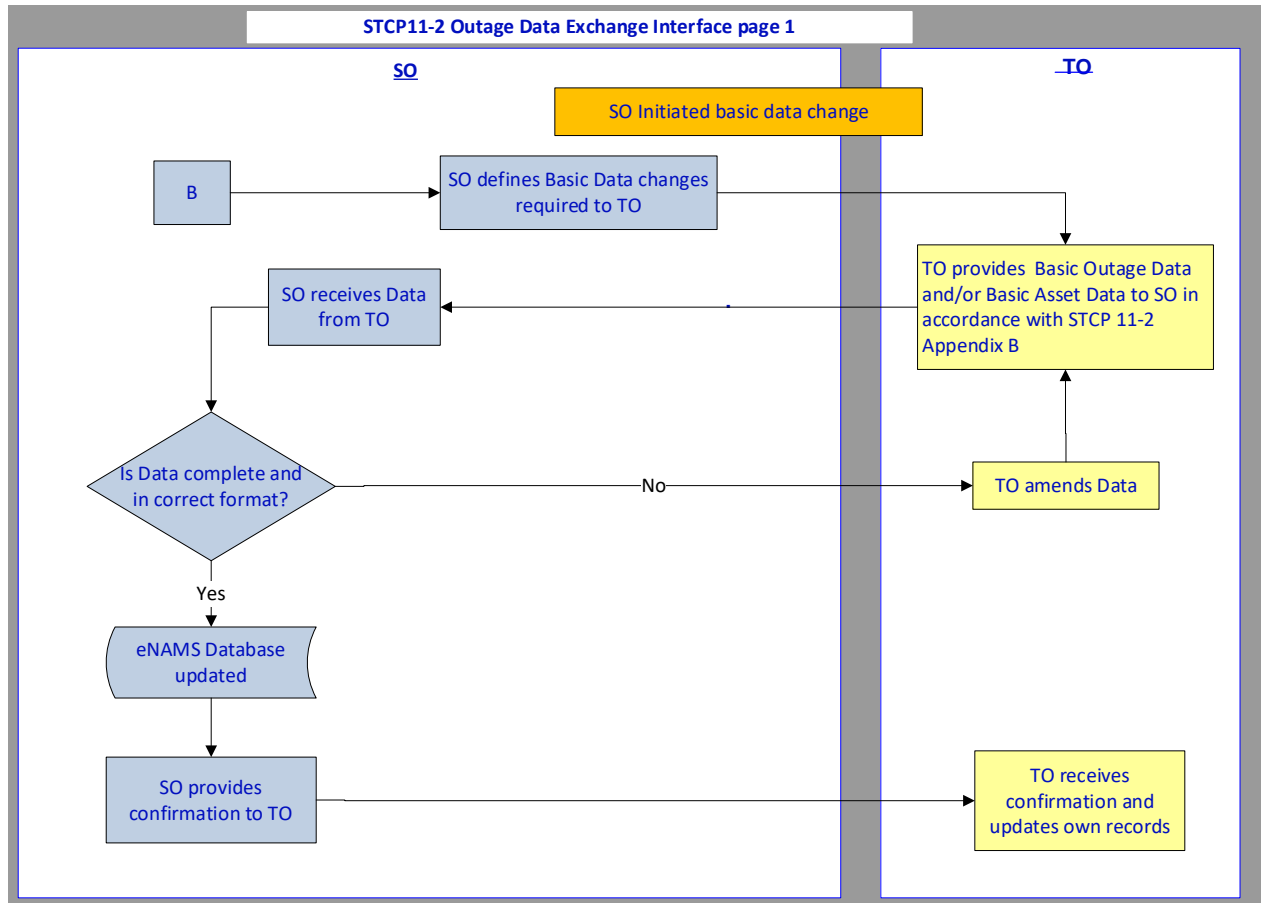 STCP11-2 Outage Data Exchange Interface page 1
SO
TO
SO Initiated basic data change
B
SO defines Basic Data changes
required to TO
TO provides Basic Outage Data
and/or Basic Asset Data to SO in
accordance with STCP 11-2
Appendix B
SO receives Data
from TO
Is Data complete and
in correct format?
No
TO amends Data
Yes
eNAMS Database
updated
SO provides
confirmation to TO
TO receives
confirmation and
updates own records